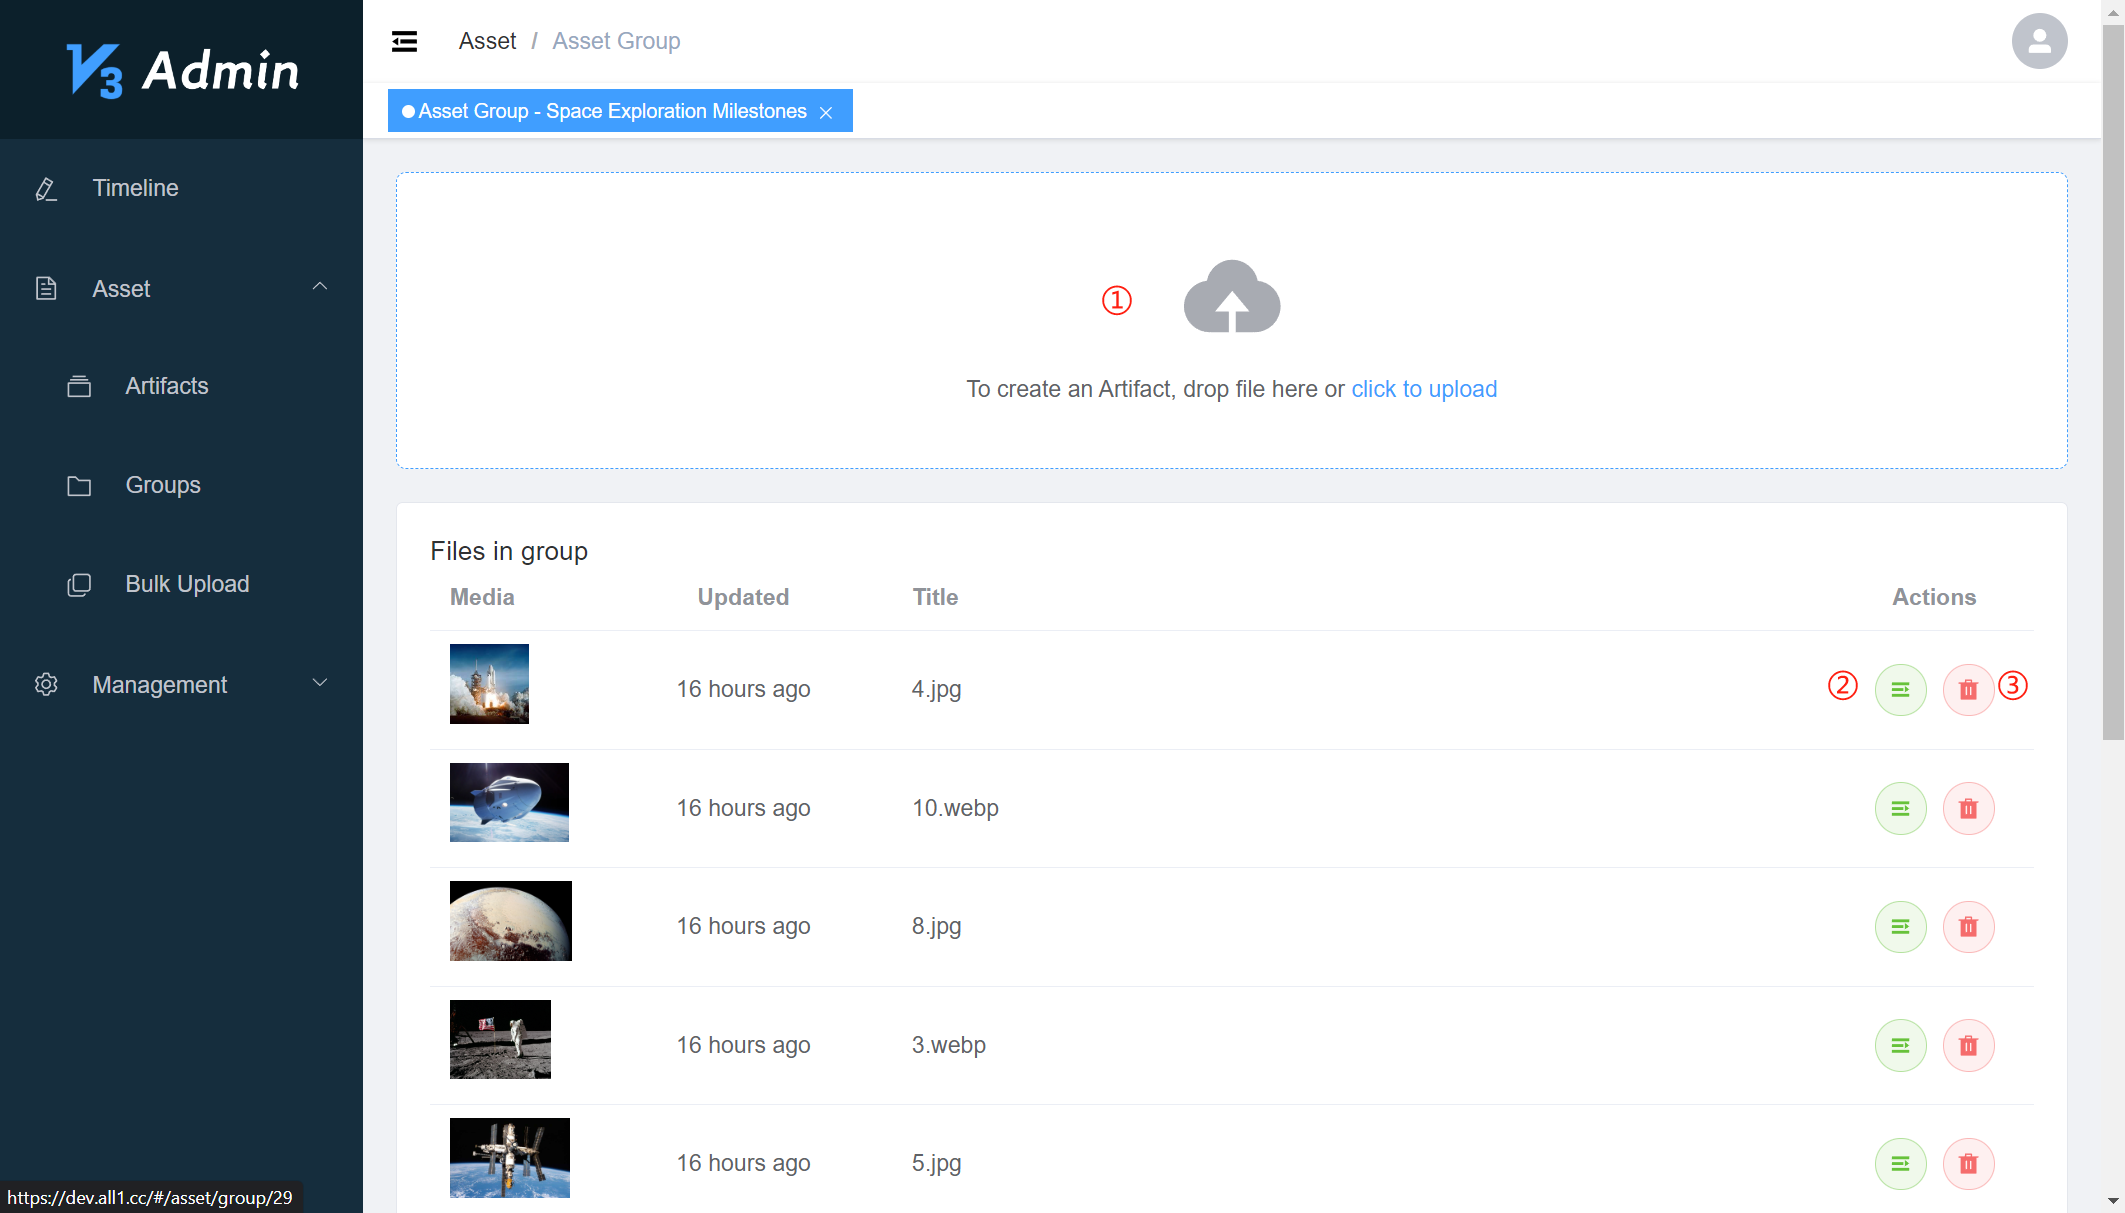 V3 Admin
Asset / Asset Group
Asset Group - Space Exploration Milestones
Timeline
Asset
Artifacts
Groups
Bulk Upload
Management
①
To create an Artifact, drop file here or click to upload
Files in group
Media Updated Title Actions
16 hours ago 4.jpg ② ③
16 hours ago 10.webp
16 hours ago 8.jpg
16 hours ago 3.webp
16 hours ago 5.jpg
https://dev.all1.cc/#/asset/group/29